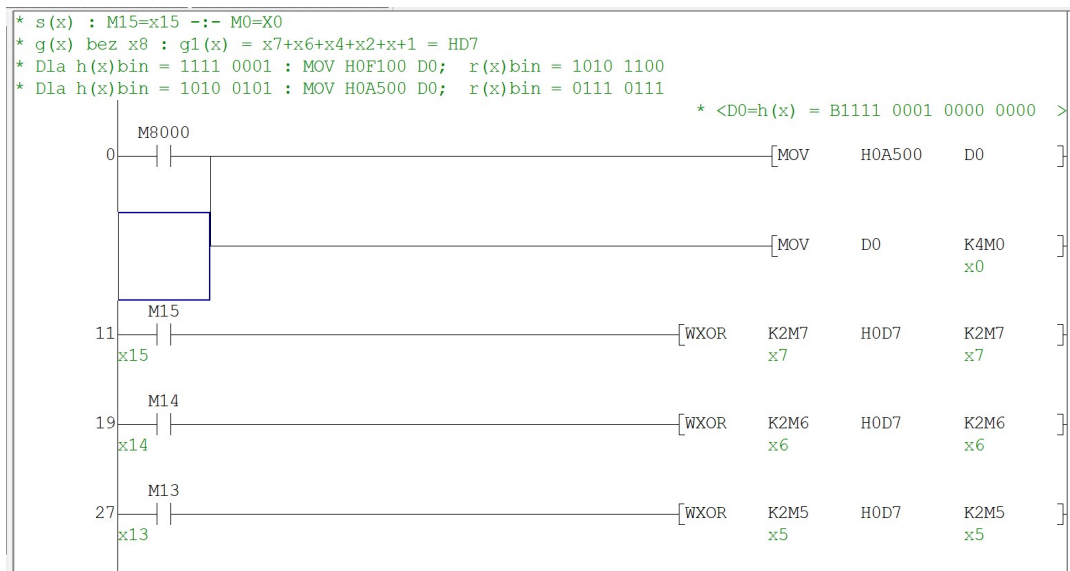 * s(x) : M15=x15 -:- M0=X0
* g(x) bez x8 : g1(x) = x7+x6+x4+x2+x+1 = HD7
* Dla h(x)bin = 1111 0001 : MOV H0F100 D0;  r(x)bin = 1010 1100
* Dla h(x)bin = 1010 0101 : MOV H0A500 D0;  r(x)bin = 0111 0111
* <D0=h(x) = B1111 0001 0000 0000  >
M8000
0 [MOV H0A500 D0 ]
[MOV D0 K4M0 ]
x0
M15
11 [WXOR K2M7 H0D7 K2M7 ]
x15 x7 x7
M14
19 [WXOR K2M6 H0D7 K2M6 ]
x14 x6 x6
M13
27 [WXOR K2M5 H0D7 K2M5 ]
x13 x5 x5